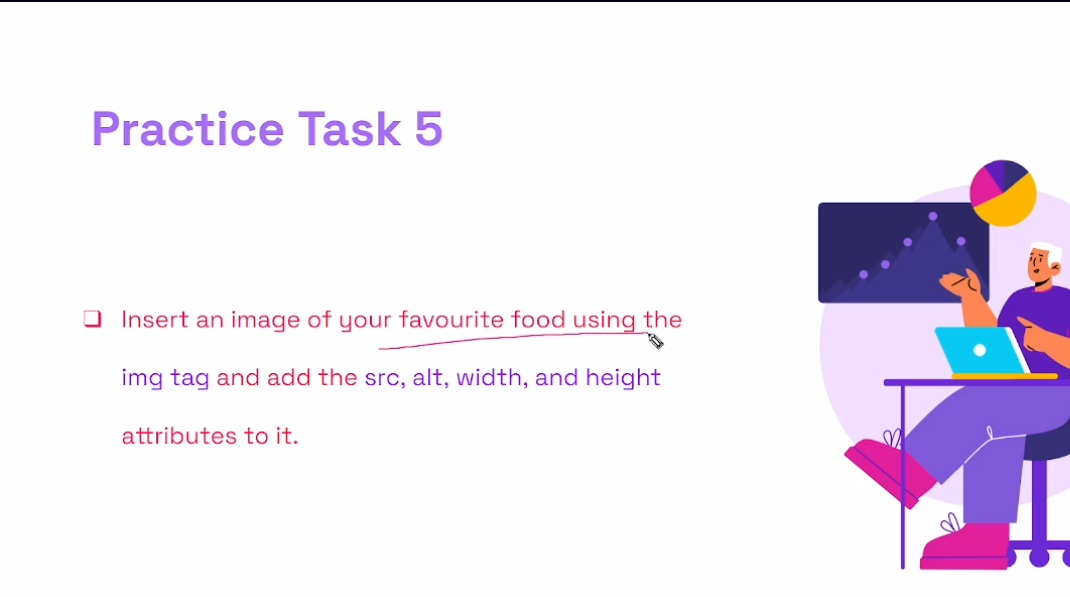 Practice Task 5
Insert an image of your favourite food using the
img tag and add the src, alt, width, and height
attributes to it.